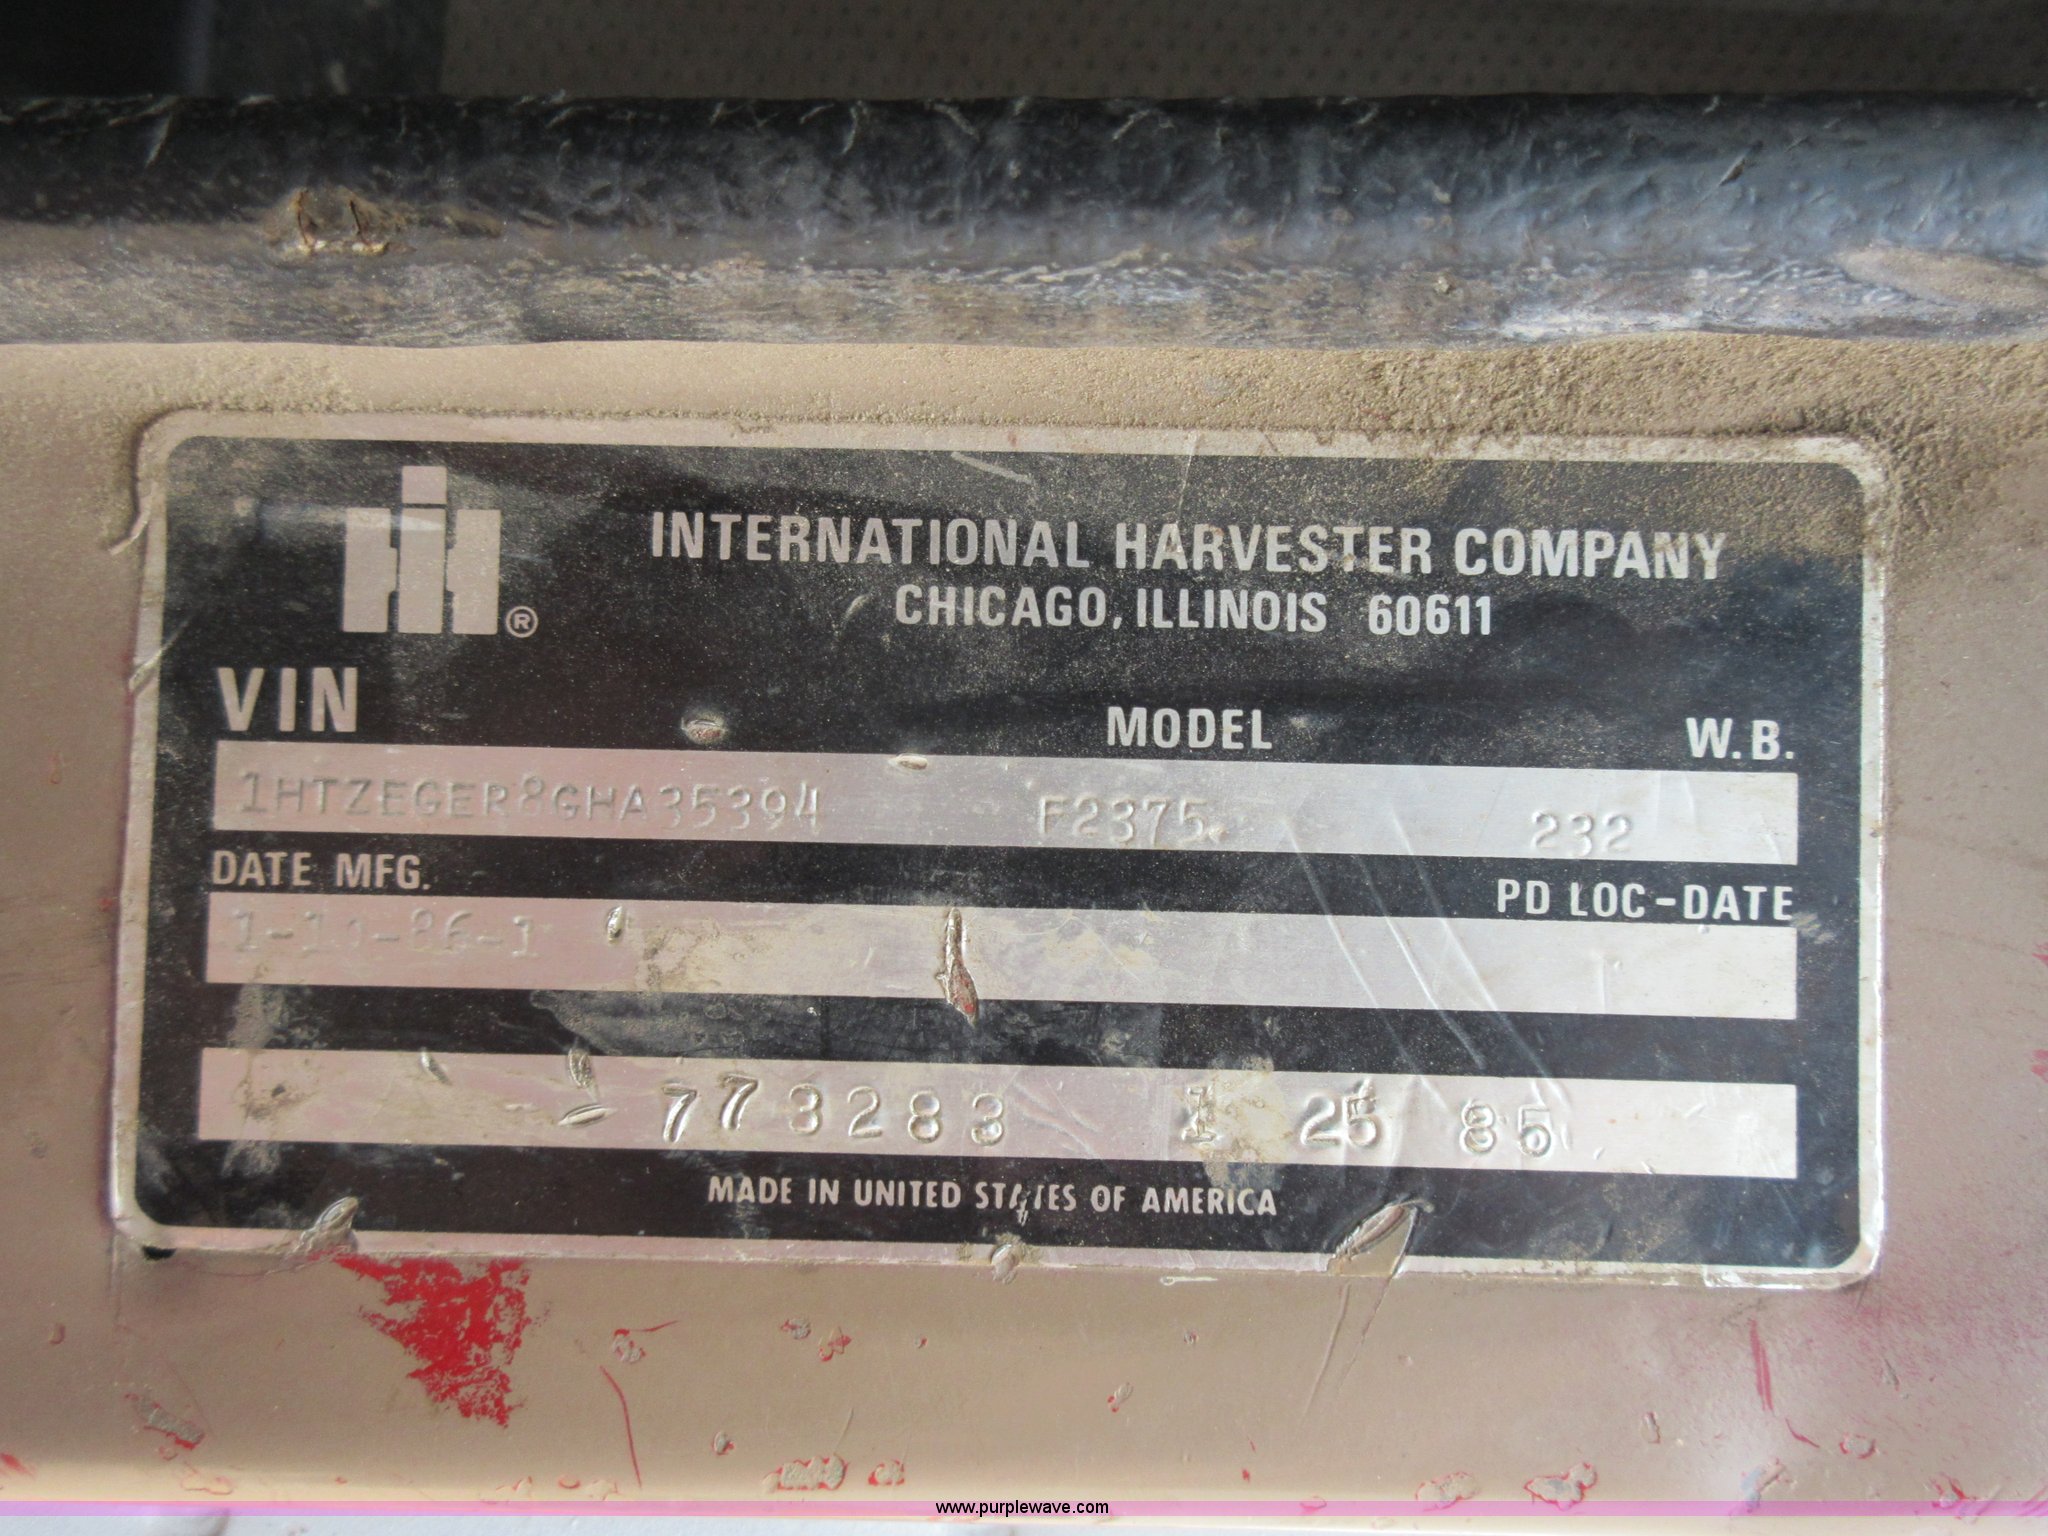 INTERNATIONAL HARVESTER COMPANY
CHICAGO, ILLINOIS 60611
VIN MODEL W.B.
1HTZEGER8GHA35394 F2375 232
DATE MFG. PD LOC-DATE
773283 1 25 85
MADE IN UNITED STATES OF AMERICA
www.purplewave.com